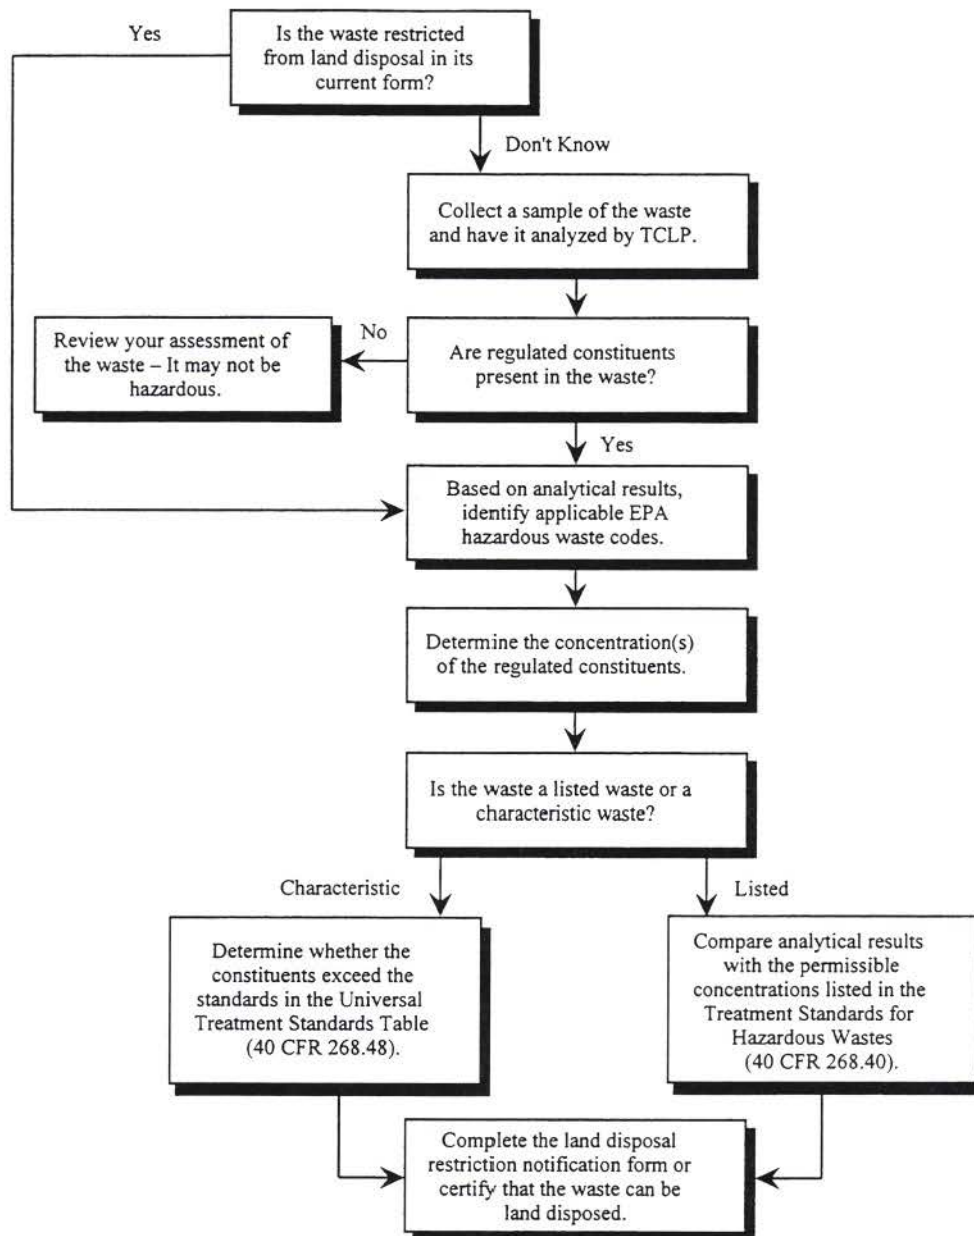 Yes
Is the waste restricted
from land disposal in its
current form?
Don't Know
Collect a sample of the waste
and have it analyzed by TCLP.
No
Review your assessment of
the waste – It may not be
hazardous.
Are regulated constituents
present in the waste?
Yes
Based on analytical results,
identify applicable EPA
hazardous waste codes.
Determine the concentration(s)
of the regulated constituents.
Is the waste a listed waste or a
characteristic waste?
Characteristic
Listed
Determine whether the
constituents exceed the
standards in the Universal
Treatment Standards Table
(40 CFR 268.48).
Compare analytical results
with the permissible
concentrations listed in the
Treatment Standards for
Hazardous Wastes
(40 CFR 268.40).
Complete the land disposal
restriction notification form or
certify that the waste can be
land disposed.